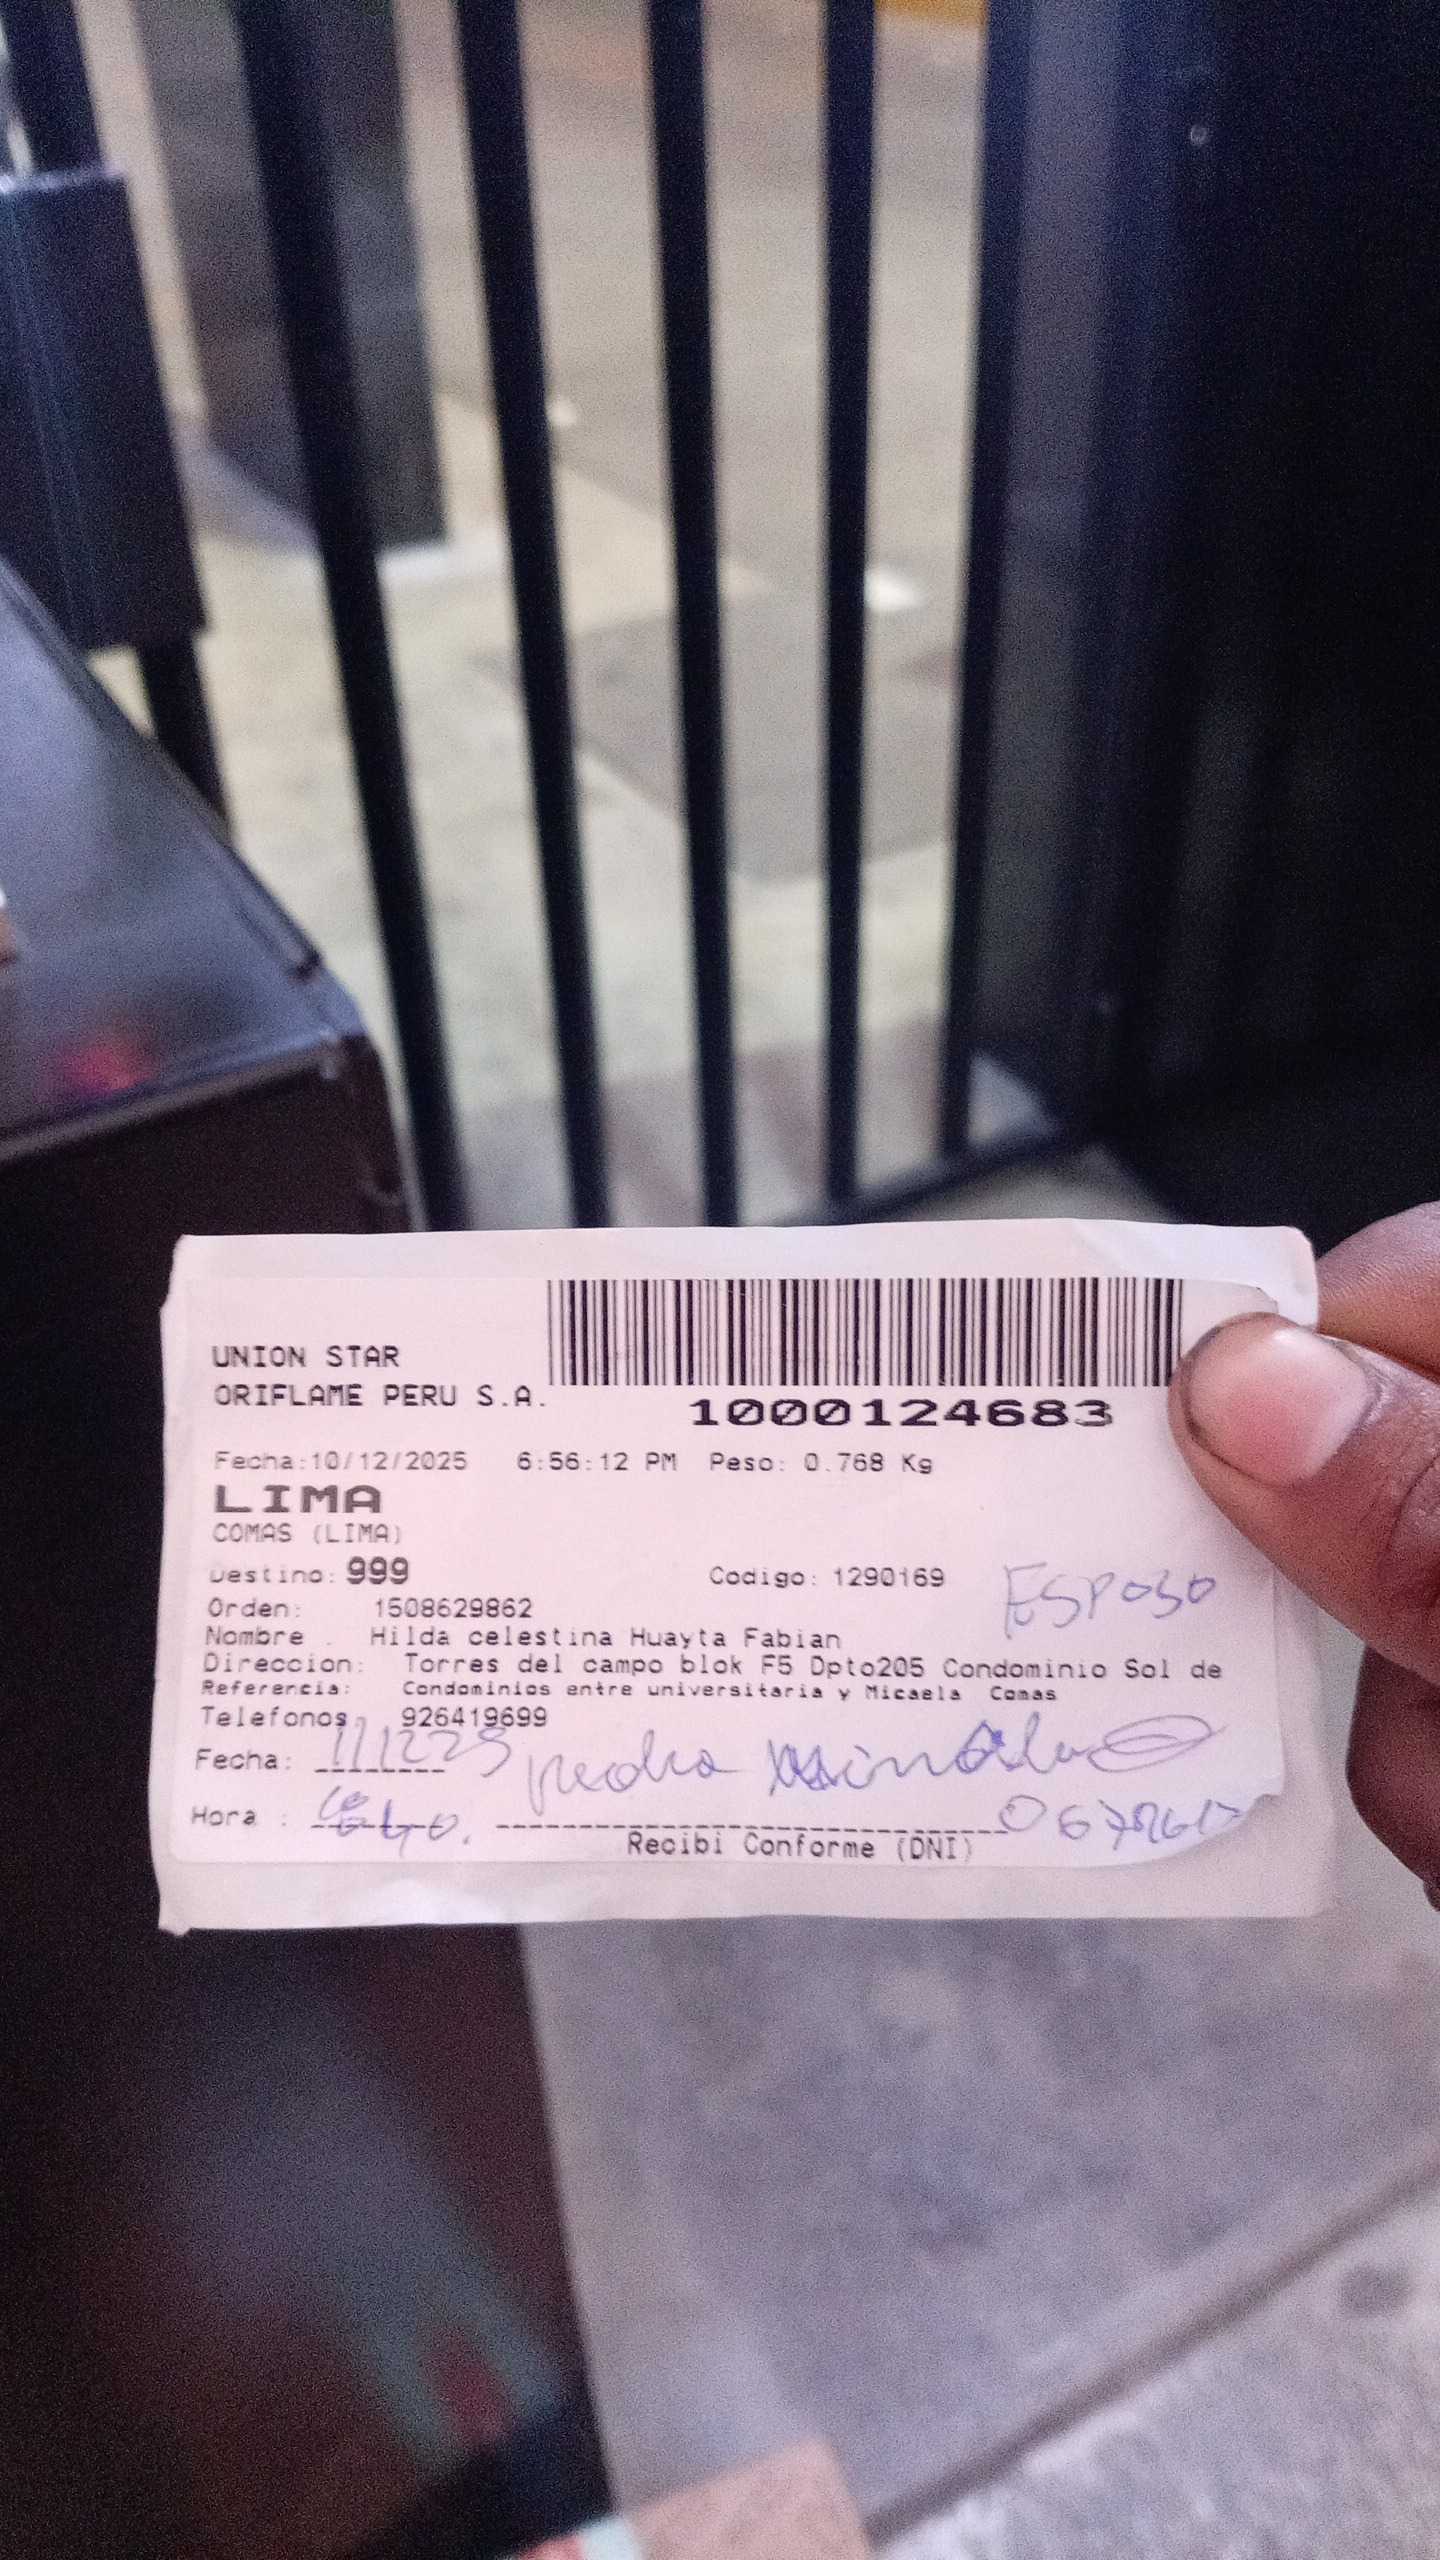 UNION STAR
ORIFLAME PERU S.A.
1000124683
Fecha:10/12/2025 6:56:12 PM Peso: 0.768 Kg
LIMA
COMAS (LIMA)
Destino: 999 Codigo: 1290169
ESPOSO
Orden: 1508629862
Nombre . Hilda celestina Huayta Fabian
Direccion: Torres del campo blok F5 Dpto205 Condominio Sol de
Referencia: Condominios entre universitaria y Micaela Comas
Telefonos 926419699
Fecha: 111225 pedro
Hora :
Recibi Conforme (DNI)